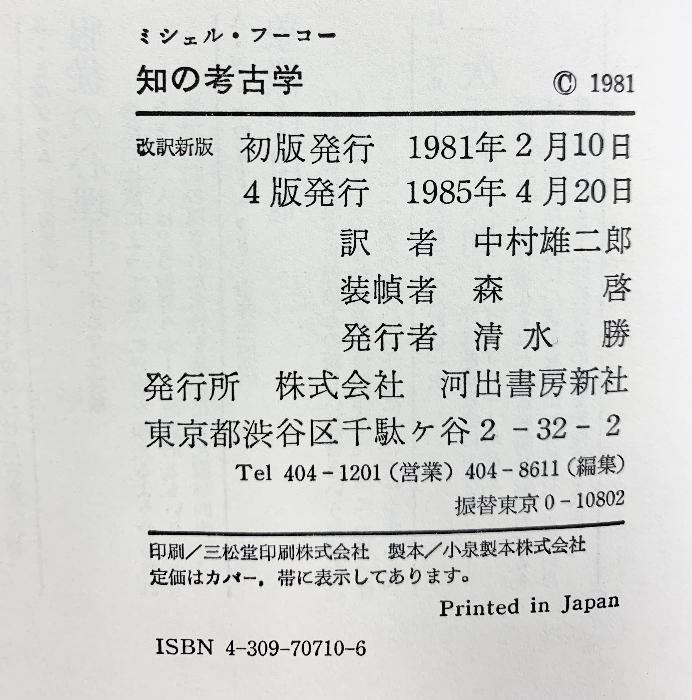 ミシェル・フーコー
知の考古学 © 1981
改訳新版 初版発行 1981年2月10日
4版発行 1985年4月20日
訳者 中村雄二郎
装幀者 森啓
発行者 清水勝
発行所 株式会社 河出書房新社
東京都渋谷区千駄ケ谷2-32-2
Tel 404-1201(営業) 404-8611(編集)
振替東京0-10802
印刷/三松堂印刷株式会社 製本/小泉製本株式会社
定価はカバー，帯に表示してあります。
Printed in Japan
ISBN 4-309-70710-6